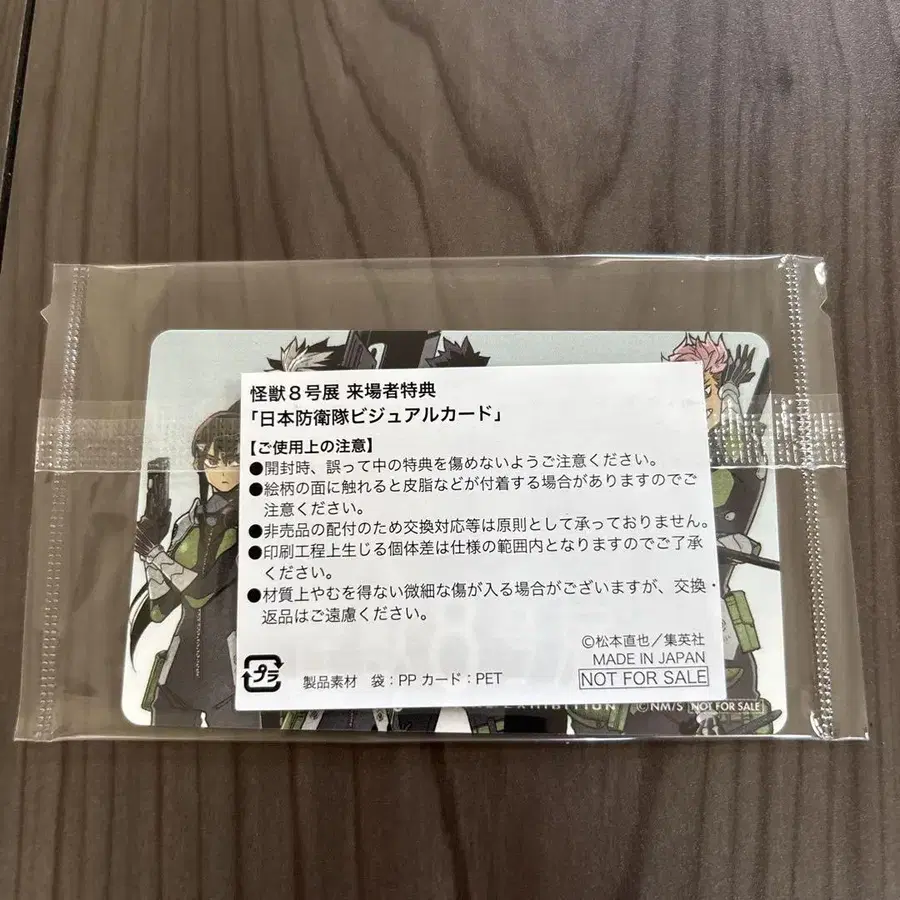 怪獣８号展 来場者特典
「日本防衛隊ビジュアルカード」
【ご使用上の注意】
●開封時、誤って中の特典を傷めないようご注意ください。
●絵柄の面に触れると皮脂などが付着する場合がありますのでご
注意ください。
●非売品の配付のため交換対応等は原則として承っておりません。
●印刷工程上生じる個体差は仕様の範囲内となりますのでご了承
ください。
●材質上やむを得ない微細な傷が入る場合がございますが、交換・
返品はご遠慮ください。
©松本直也／集英社
MADE IN JAPAN
NOT FOR SALE
プラ
製品素材　袋：PP カード：PET
EXHIBITION
©NM/S NOT FOR SALE